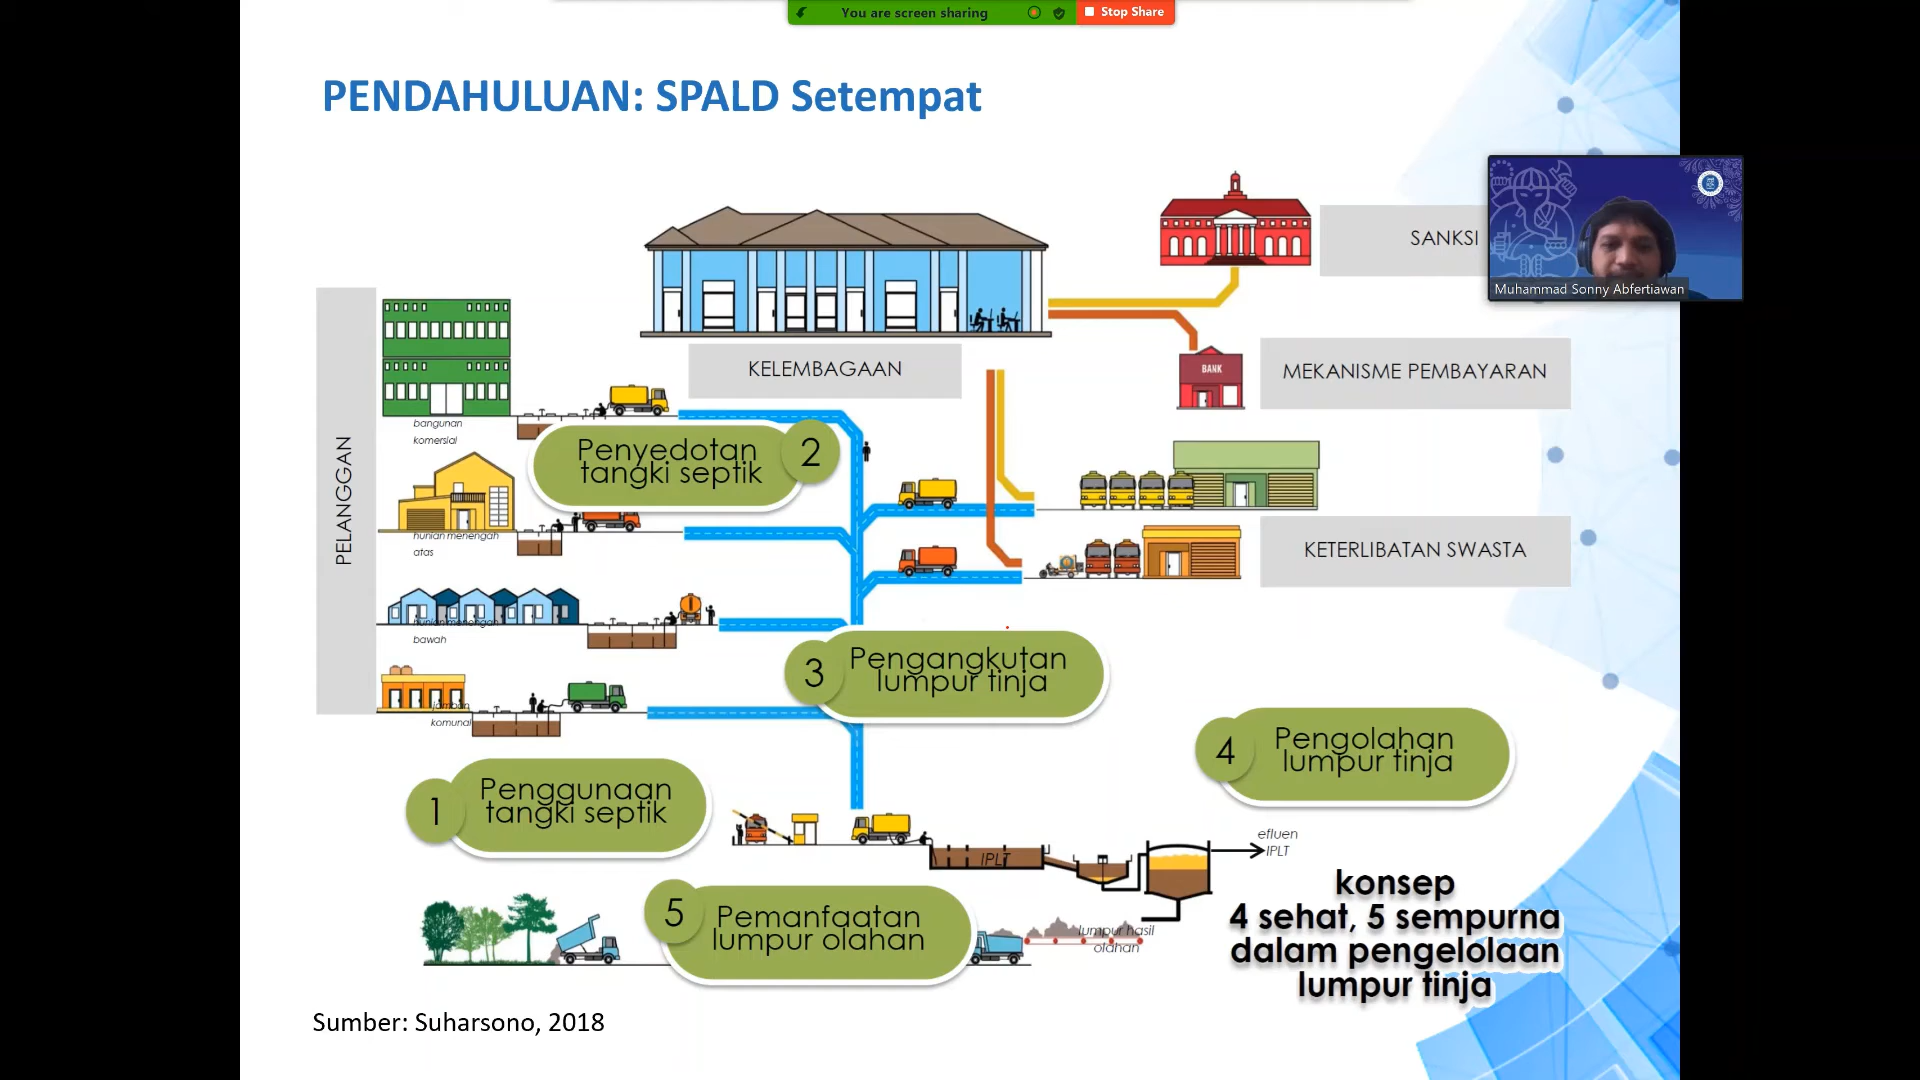 You are screen sharing
Stop Share
PENDAHULUAN: SPALD Setempat
SANKSI
Muhammad Sonny Abfertiawan
KELEMBAGAAN
BANK
MEKANISME PEMBAYARAN
PELANGGAN
bangunan
komersial
Penyedotan
tangki septik
2
hunian menengah
atas
KETERLIBATAN SWASTA
hunian menengah
bawah
3
Pengangkutan
lumpur tinja
jamban
komunal
4
Pengolahan
lumpur tinja
1
Penggunaan
tangki septik
IPLT
efluen
IPLT
5
Pemanfaatan
lumpur olahan
lumpur hasil
olahan
konsep
4 sehat, 5 sempurna
dalam pengelolaan
lumpur tinja
Sumber: Suharsono, 2018